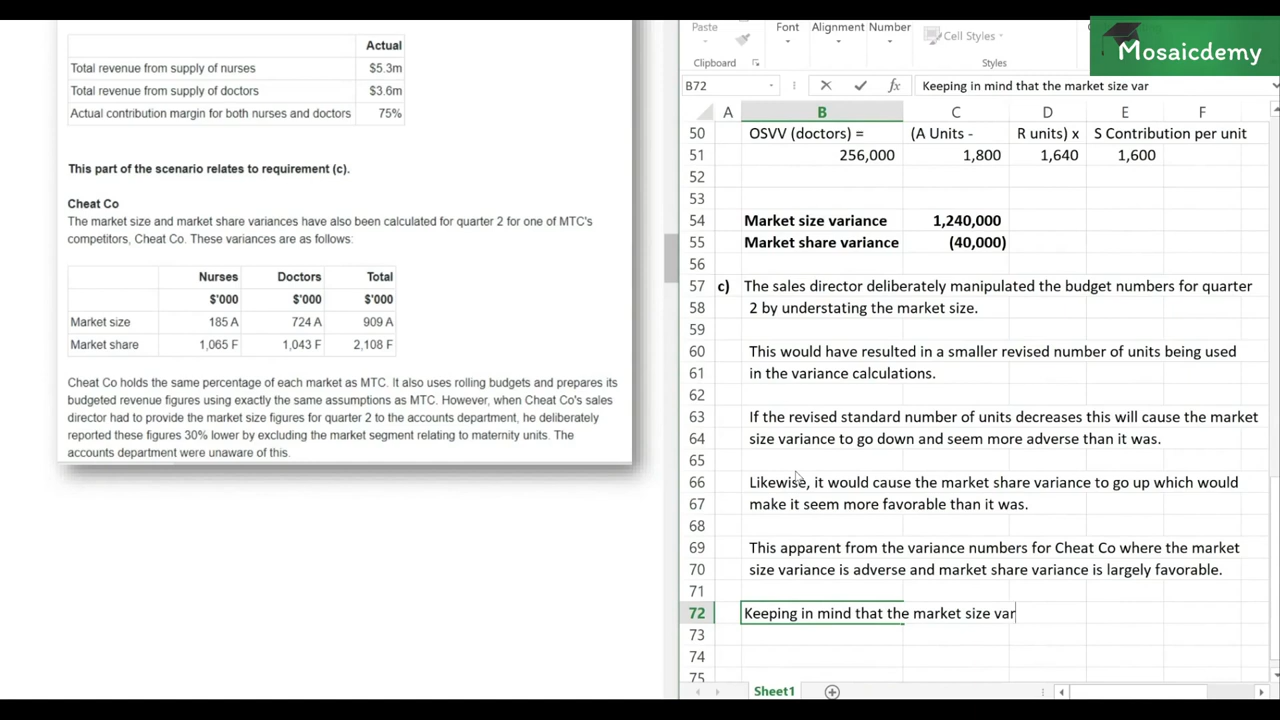 Actual
Total revenue from supply of nurses $5.3m
Total revenue from supply of doctors $3.6m
Actual contribution margin for both nurses and doctors 75%
This part of the scenario relates to requirement (c).
Cheat Co
The market size and market share variances have also been calculated for quarter 2 for one of MTC's
competitors, Cheat Co. These variances are as follows:
Nurses Doctors Total
$'000 $'000 $'000
Market size 185 A 724 A 909 A
Market share 1,065 F 1,043 F 2,108 F
Cheat Co holds the same percentage of each market as MTC. It also uses rolling budgets and prepares its
budgeted revenue figures using exactly the same assumptions as MTC. However, when Cheat Co's sales
director had to provide the market size figures for quarter 2 to the accounts department, he deliberately
reported these figures 30% lower by excluding the market segment relating to maternity units. The
accounts department were unaware of this.
Paste Font Alignment Number Cell Styles
Clipboard Styles
Mosaicdemy
B72 fx Keeping in mind that the market size var
A B C D E F
50 OSVV (doctors) = (A Units - R units) x S Contribution per unit
51 256,000 1,800 1,640 1,600
52
53
54 Market size variance 1,240,000
55 Market share variance (40,000)
56
57 c) The sales director deliberately manipulated the budget numbers for quarter
58 2 by understating the market size.
59
60 This would have resulted in a smaller revised number of units being used
61 in the variance calculations.
62
63 If the revised standard number of units decreases this will cause the market
64 size variance to go down and seem more adverse than it was.
65
66 Likewise, it would cause the market share variance to go up which would
67 make it seem more favorable than it was.
68
69 This apparent from the variance numbers for Cheat Co where the market
70 size variance is adverse and market share variance is largely favorable.
71
72 Keeping in mind that the market size var
73
74
75
Sheet1